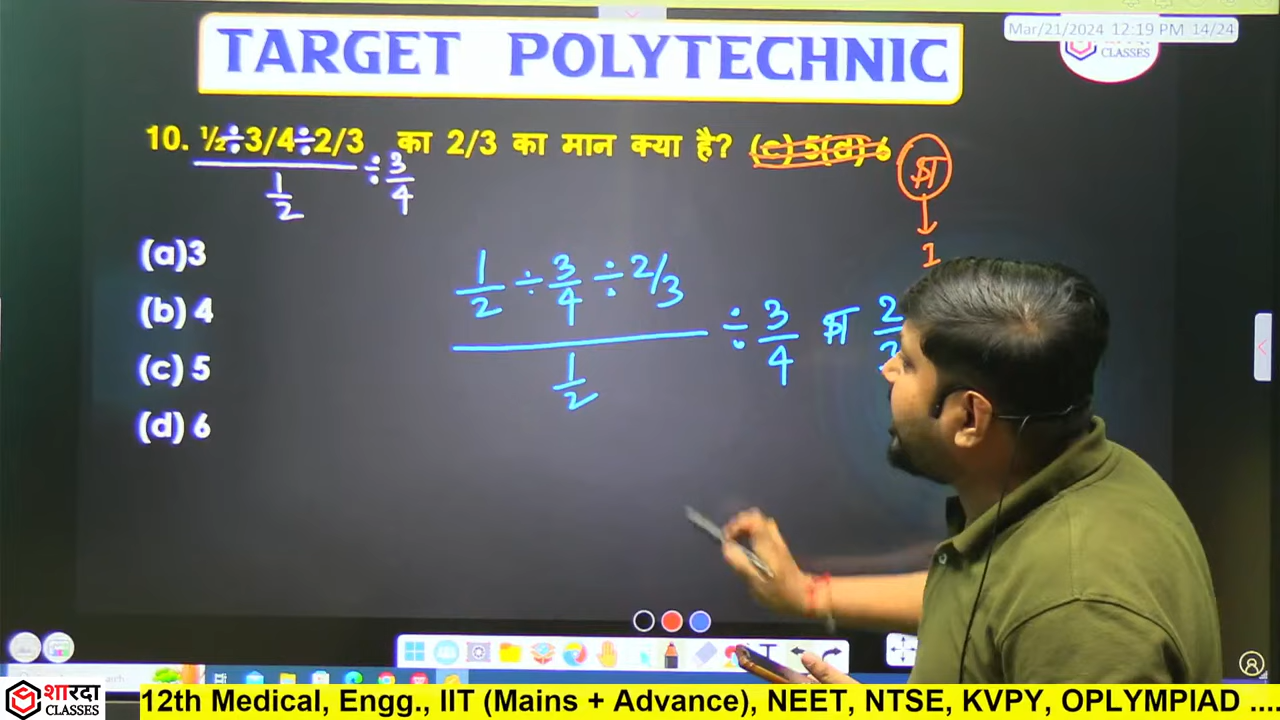 Mar/21/2024 12:19 PM 14/24
TARGET POLYTECHNIC
CLASSES
10. ½÷3/4÷2/3 का 2/3 का मान क्या है? (c) 5(d) 6 का
1/2 ÷ 3/4
1
(a)3
(b) 4
(c) 5
(d) 6
1/2 ÷ 3/4 ÷ 2/3
1/2
÷ 3/4 का 2/3
T
शारदा
CLASSES
12th Medical, Engg., IIT (Mains + Advance), NEET, NTSE, KVPY, OPLYMPIAD ....